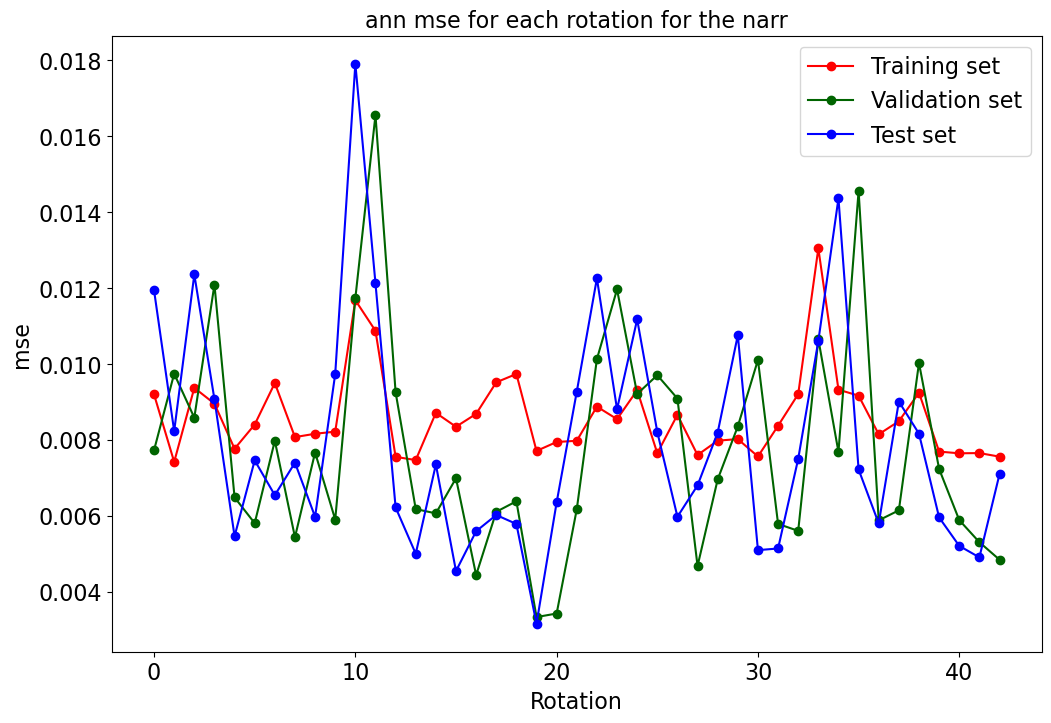 ann mse for each rotation for the narr
0.018
0.016
0.014
0.012
0.010
0.008
0.006
0.004
mse
Training set
Validation set
Test set
0 10 20 30 40
Rotation